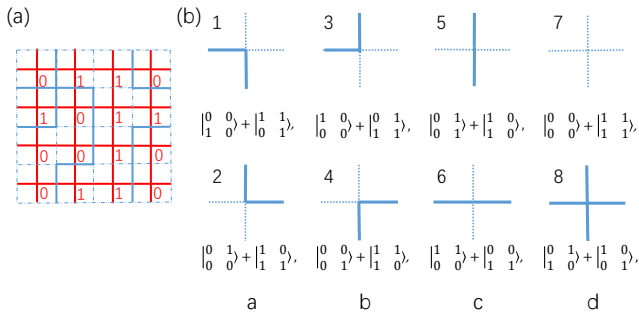 (a)
0 1 1 0
1 0 1 1
0 0 1 0
0 1 1 0
(b)
1 3 5 7
|0 0 1 0⟩ + |1 1 0 1⟩, |1 0 0 0⟩ + |0 1 1 1⟩, |0 1 0 1⟩ + |1 0 1 0⟩, |0 0 0 0⟩ + |1 1 1 1⟩,
2 4 6 8
|0 1 0 0⟩ + |1 0 1 1⟩, |0 0 0 1⟩ + |1 1 1 0⟩, |1 1 0 0⟩ + |0 0 1 1⟩, |0 1 1 0⟩ + |1 0 0 1⟩,
a b c d